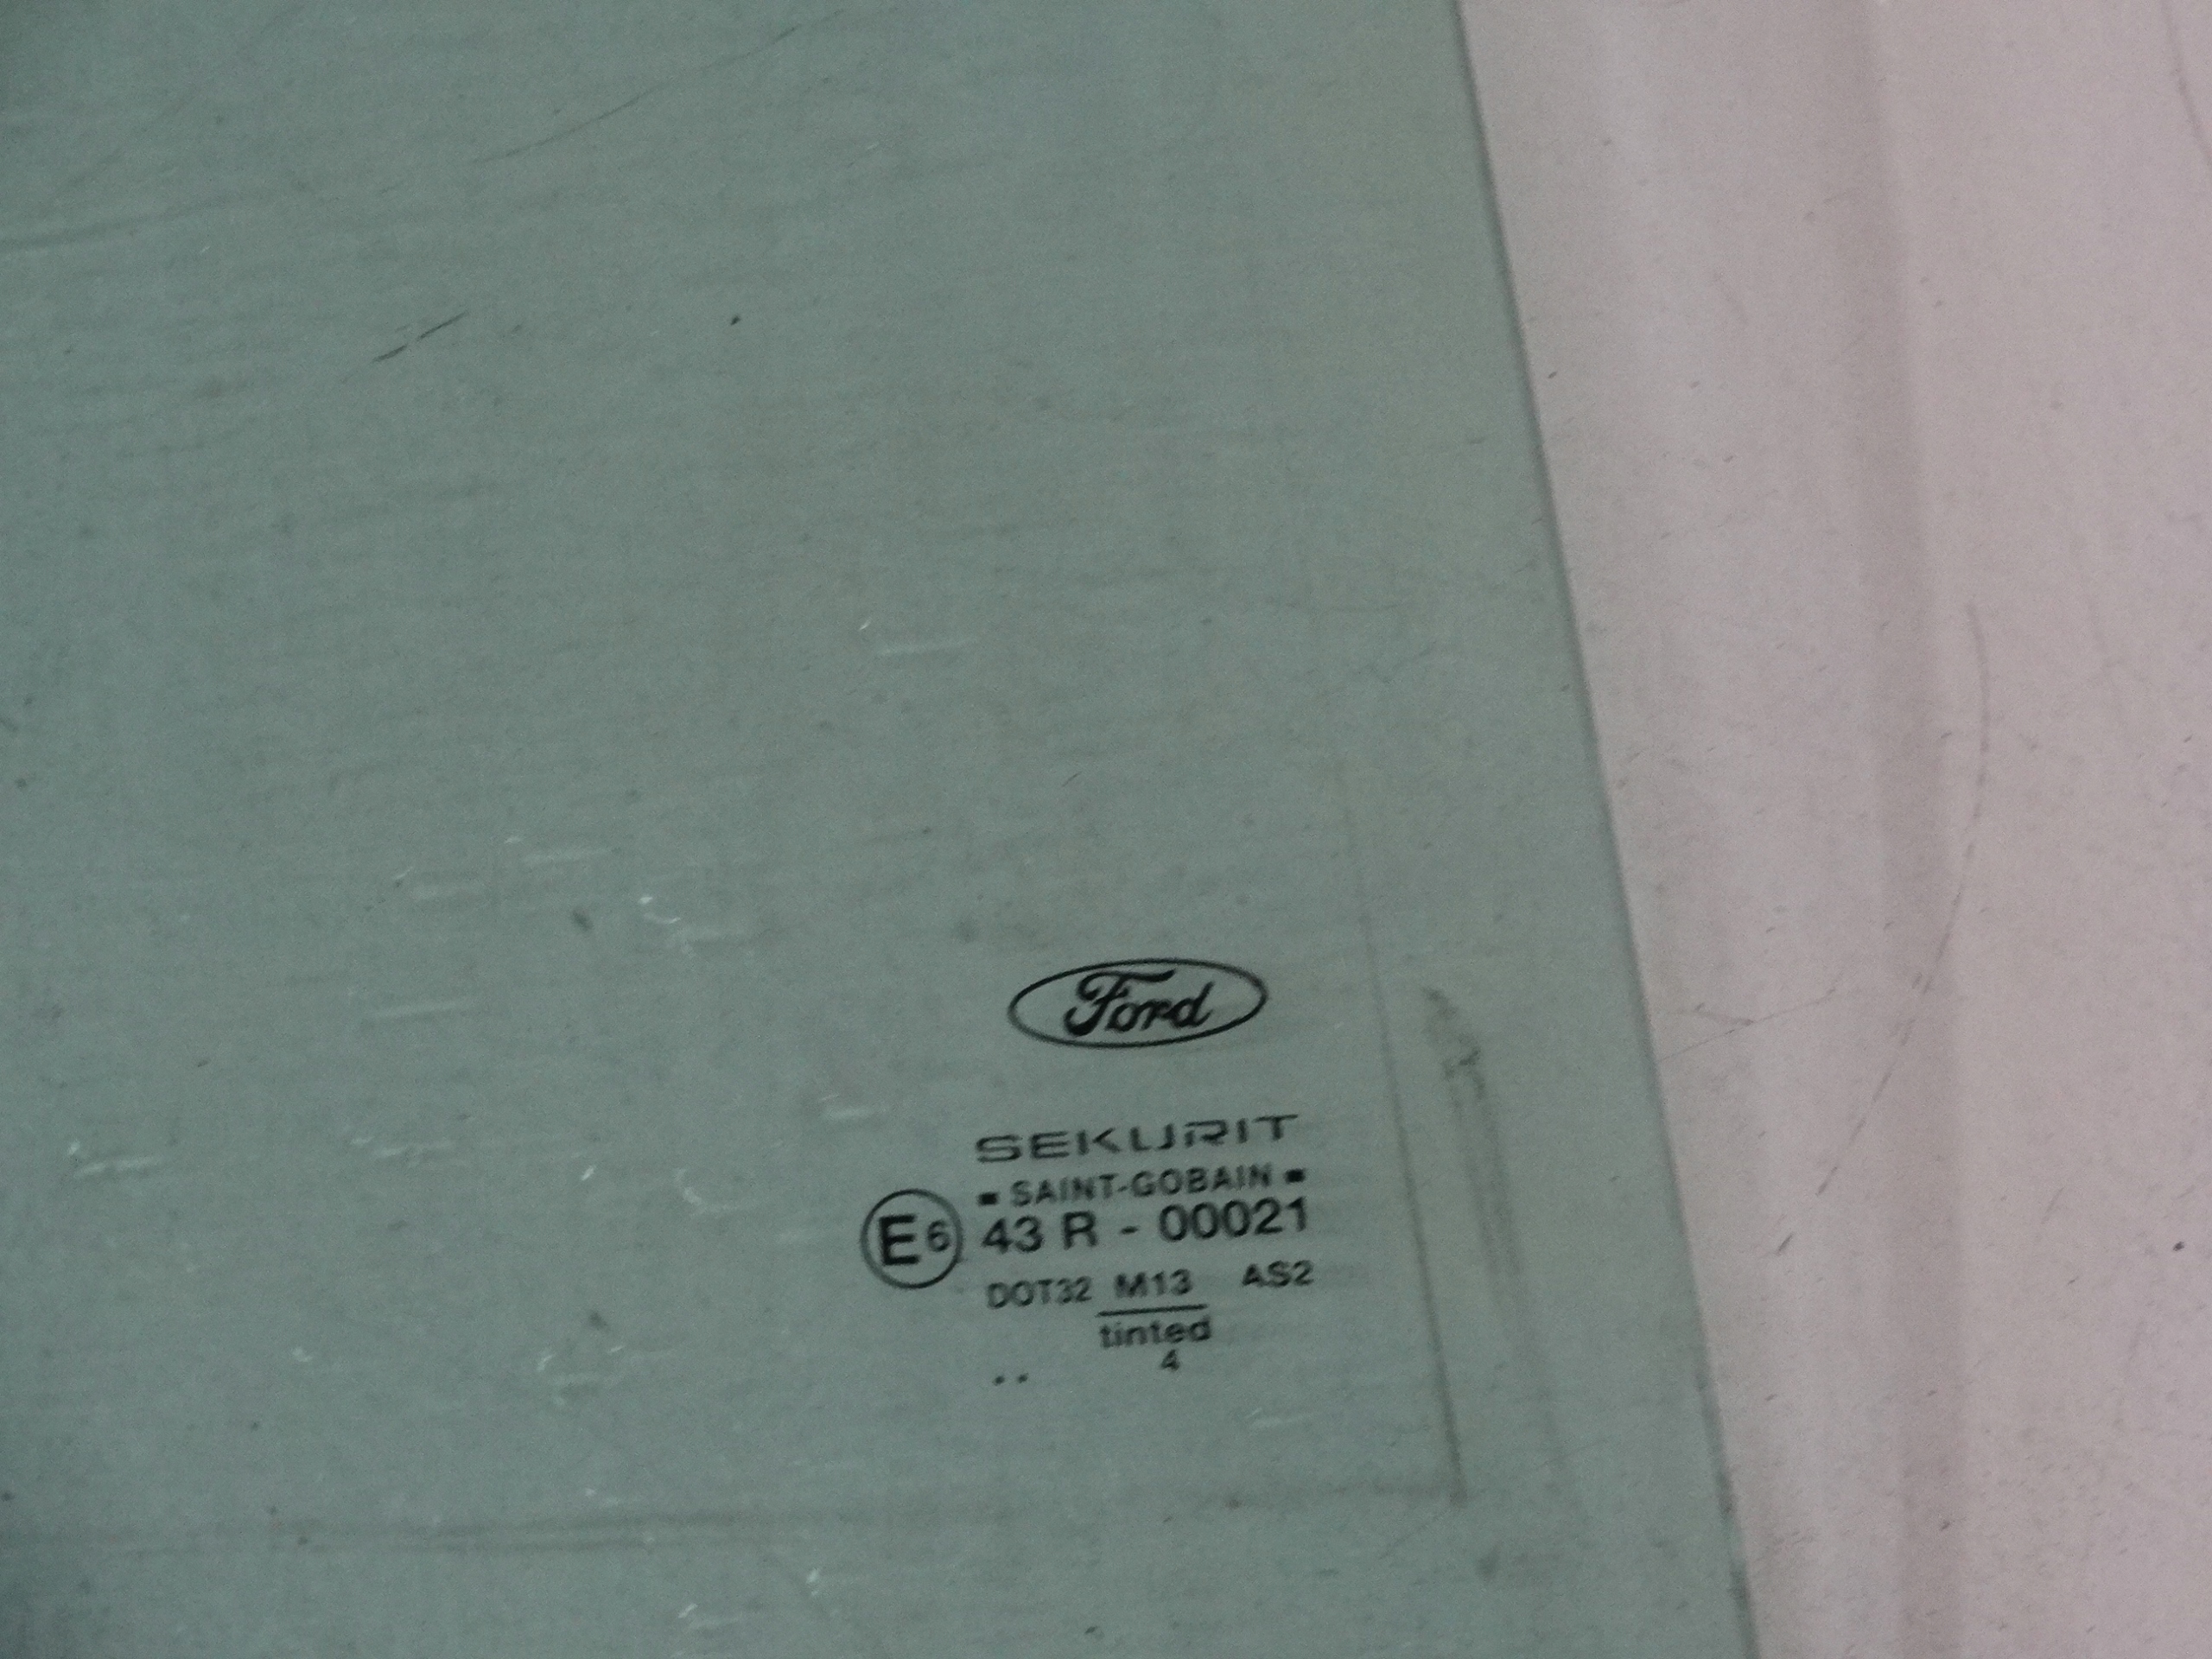 Ford
SEKURIT
▪ SAINT-GOBAIN ▪
E6 43 R - 00021
DOT32 M13 AS2
tinted
4
..